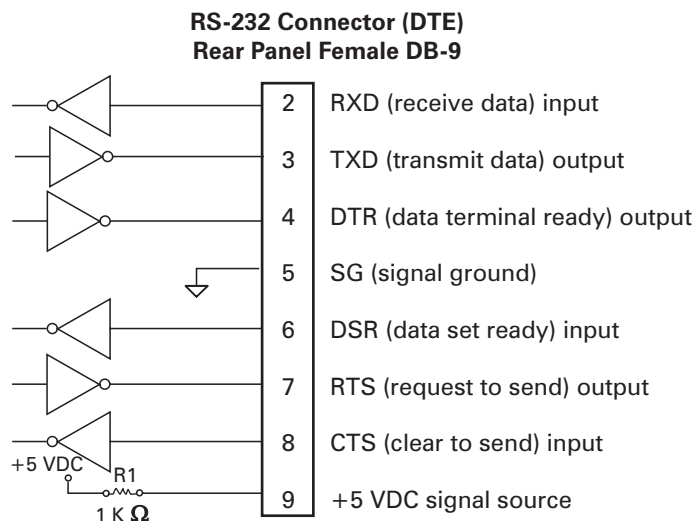 RS-232 Connector (DTE)
Rear Panel Female DB-9
2 RXD (receive data) input
3 TXD (transmit data) output
4 DTR (data terminal ready) output
5 SG (signal ground)
6 DSR (data set ready) input
7 RTS (request to send) output
8 CTS (clear to send) input
+5 VDC
R1
9 +5 VDC signal source
1 K Ω